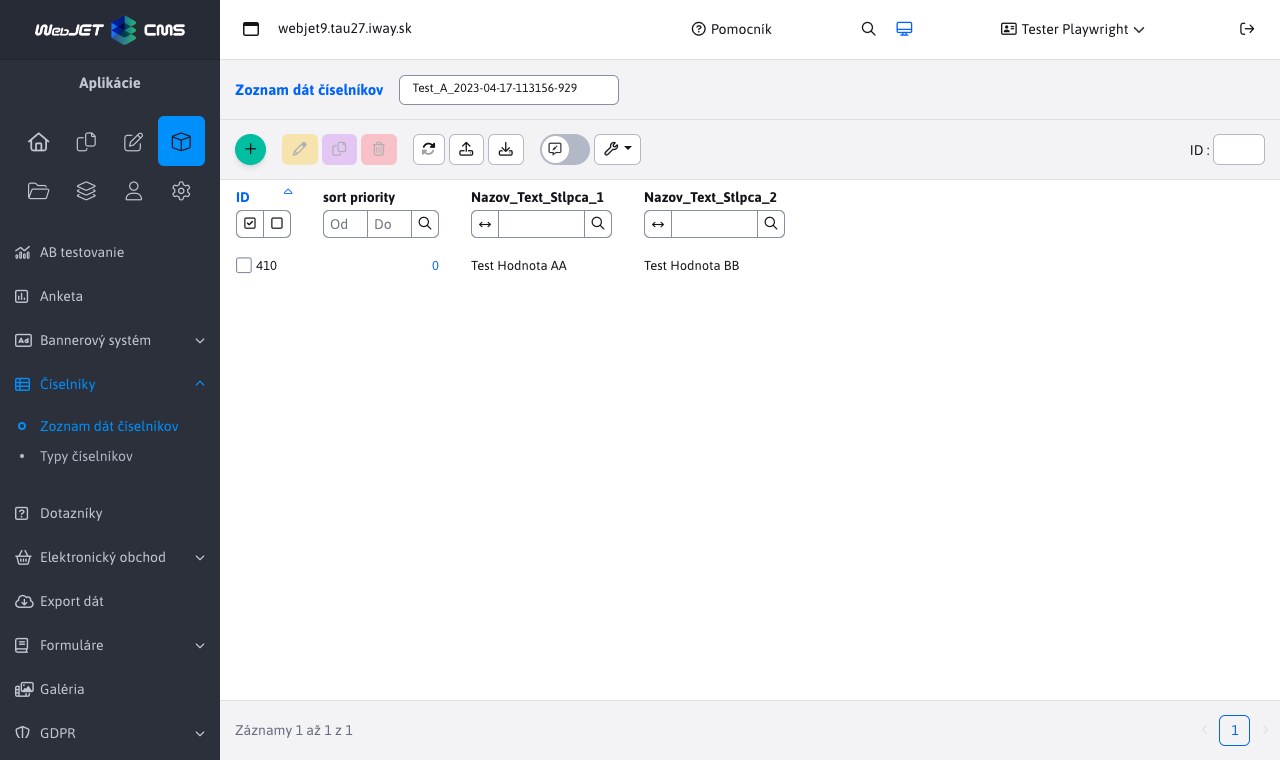 WebJET CMS
webjet9.tau27.iway.sk
Pomocník
Tester Playwright
Aplikácie
AB testovanie
Anketa
Bannerový systém
Číselníky
Zoznam dát číselníkov
Typy číselníkov
Dotazníky
Elektronický obchod
Export dát
Formuláre
Galéria
GDPR
Zoznam dát číselníkov
Test_A_2023-04-17-113156-929
ID :
ID sort priority Nazov_Text_Stlpca_1 Nazov_Text_Stlpca_2
Od Do
410 0 Test Hodnota AA Test Hodnota BB
Záznamy 1 až 1 z 1
1